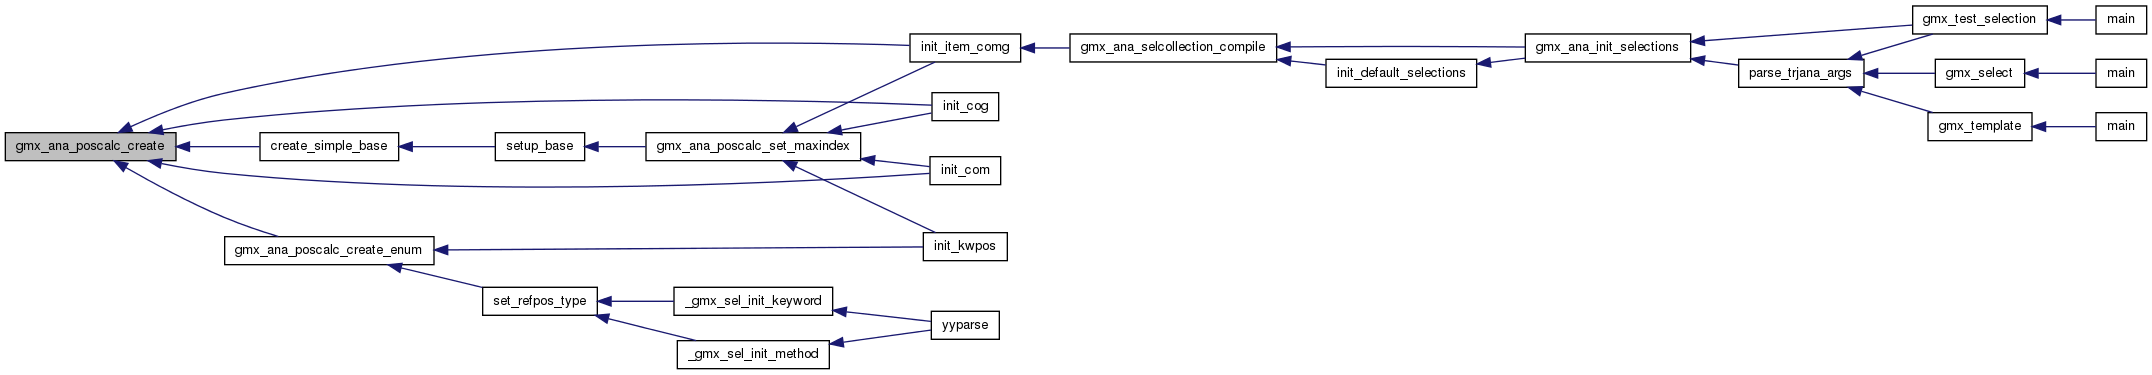 gmx_ana_poscalc_create
create_simple_base
gmx_ana_poscalc_create_enum
setup_base
set_refpos_type
gmx_ana_poscalc_set_maxindex
_gmx_sel_init_keyword
_gmx_sel_init_method
init_item_comg
init_cog
init_com
init_kwpos
yyparse
gmx_ana_selcollection_compile
init_default_selections
gmx_ana_init_selections
parse_trjana_args
gmx_test_selection
gmx_select
gmx_template
main
main
main